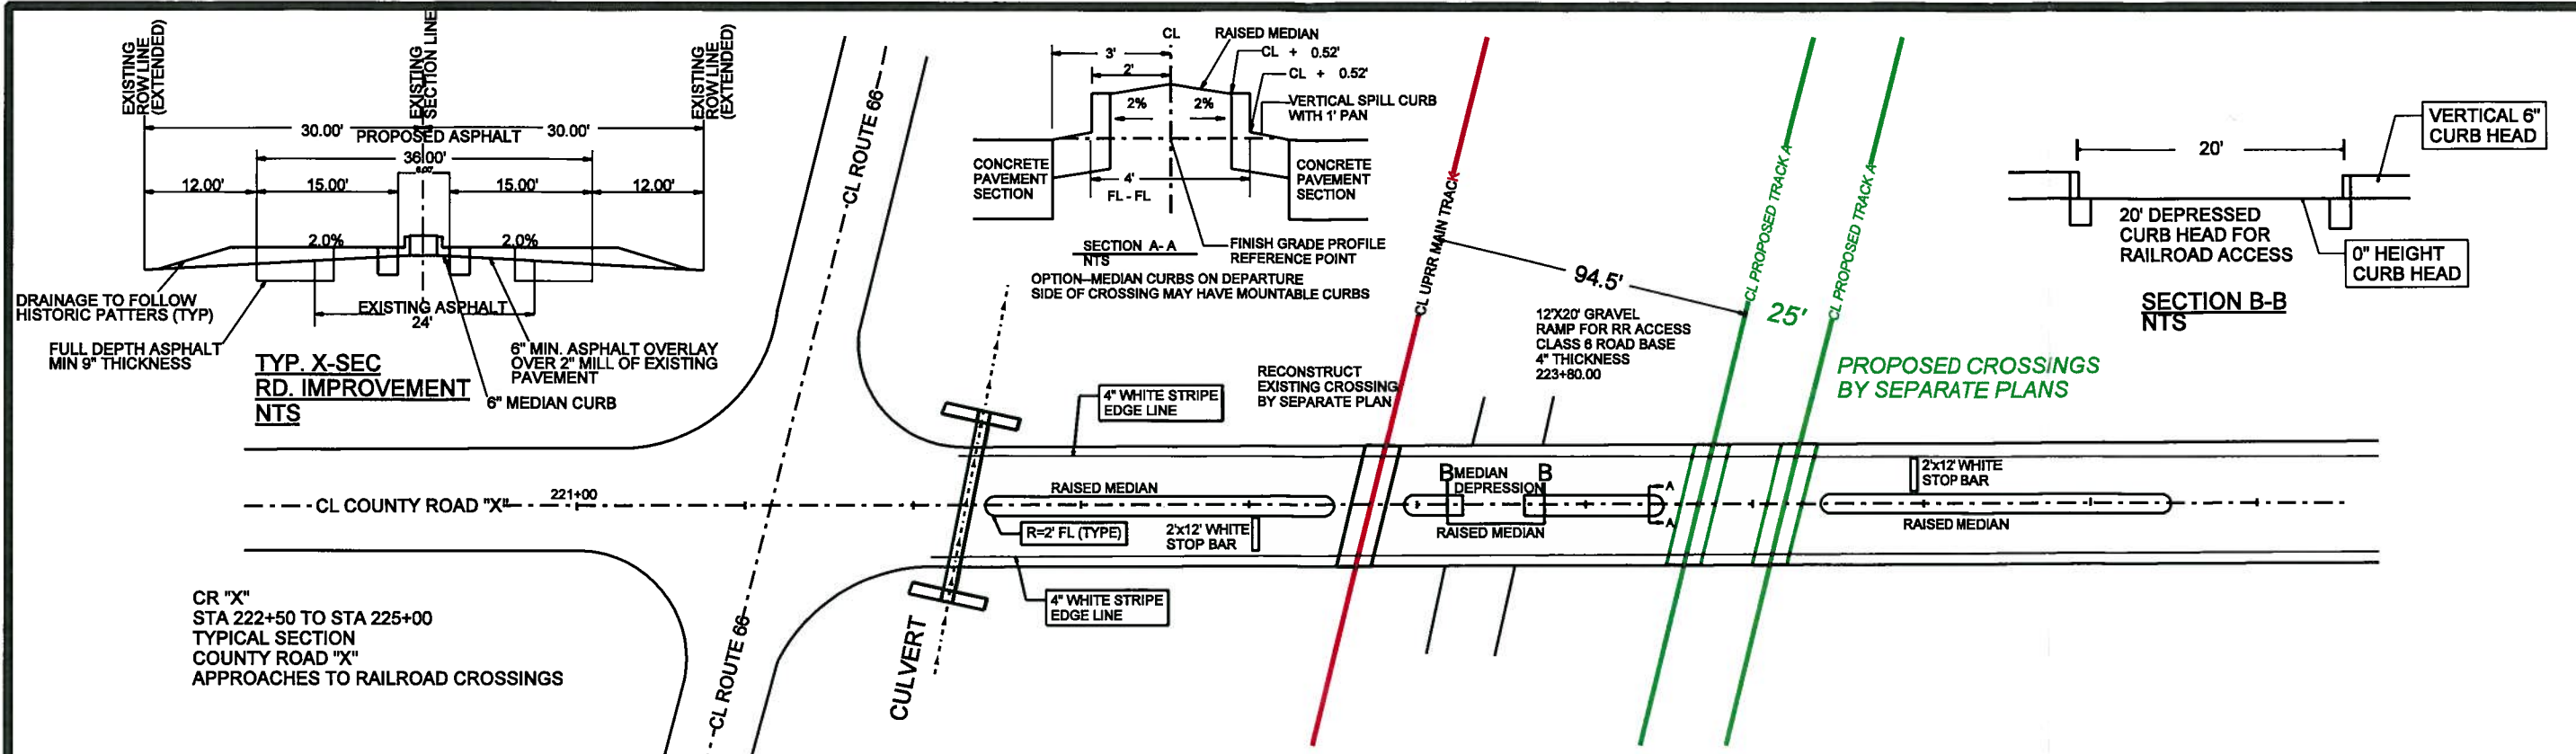 EXISTING
ROW LINE
(EXTENDED)
EXISTING
SECTION LINE
EXISTING
ROW LINE
(EXTENDED)
30.00'
30.00'
PROPOSED ASPHALT
36.00'
6.00'
12.00'
15.00'
15.00'
12.00'
2.0%
2.0%
DRAINAGE TO FOLLOW
HISTORIC PATTERS (TYP)
EXISTING ASPHALT
24'
FULL DEPTH ASPHALT
MIN 9" THICKNESS
6" MIN. ASPHALT OVERLAY
OVER 2" MILL OF EXISTING
PAVEMENT
TYP. X-SEC
RD. IMPROVEMENT
NTS
6" MEDIAN CURB
CL ROUTE 66
CL
RAISED MEDIAN
3'
CL + 0.52'
2'
CL + 0.52'
2%
2%
VERTICAL SPILL CURB
WITH 1' PAN
CONCRETE
PAVEMENT
SECTION
4'
FL - FL
CONCRETE
PAVEMENT
SECTION
SECTION A- A
NTS
FINISH GRADE PROFILE
REFERENCE POINT
OPTION--MEDIAN CURBS ON DEPARTURE
SIDE OF CROSSING MAY HAVE MOUNTABLE CURBS
CL UPRR MAIN TRACK
94.5'
CL PROPOSED TRACK A
25'
CL PROPOSED TRACK A
20'
VERTICAL 6"
CURB HEAD
20' DEPRESSED
CURB HEAD FOR
RAILROAD ACCESS
0" HEIGHT
CURB HEAD
SECTION B-B
NTS
12'X20' GRAVEL
RAMP FOR RR ACCESS
CLASS 6 ROAD BASE
4" THICKNESS
223+80.00
PROPOSED CROSSINGS
BY SEPARATE PLANS
RECONSTRUCT
EXISTING CROSSING
BY SEPARATE PLAN
4" WHITE STRIPE
EDGE LINE
CL COUNTY ROAD "X"
221+00
RAISED MEDIAN
R=2' FL (TYPE)
2'x12' WHITE
STOP BAR
B
MEDIAN
DEPRESSION
B
A
A
RAISED MEDIAN
2'x12' WHITE
STOP BAR
RAISED MEDIAN
4" WHITE STRIPE
EDGE LINE
CULVERT
CL ROUTE 66
CR "X"
STA 222+50 TO STA 225+00
TYPICAL SECTION
COUNTY ROAD "X"
APPROACHES TO RAILROAD CROSSINGS